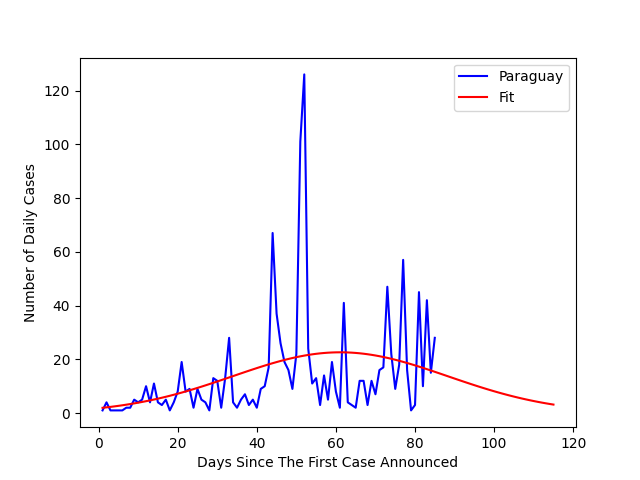 Paraguay
Fit
120
100
80
60
40
20
0
Number of Daily Cases
0 20 40 60 80 100 120
Days Since The First Case Announced